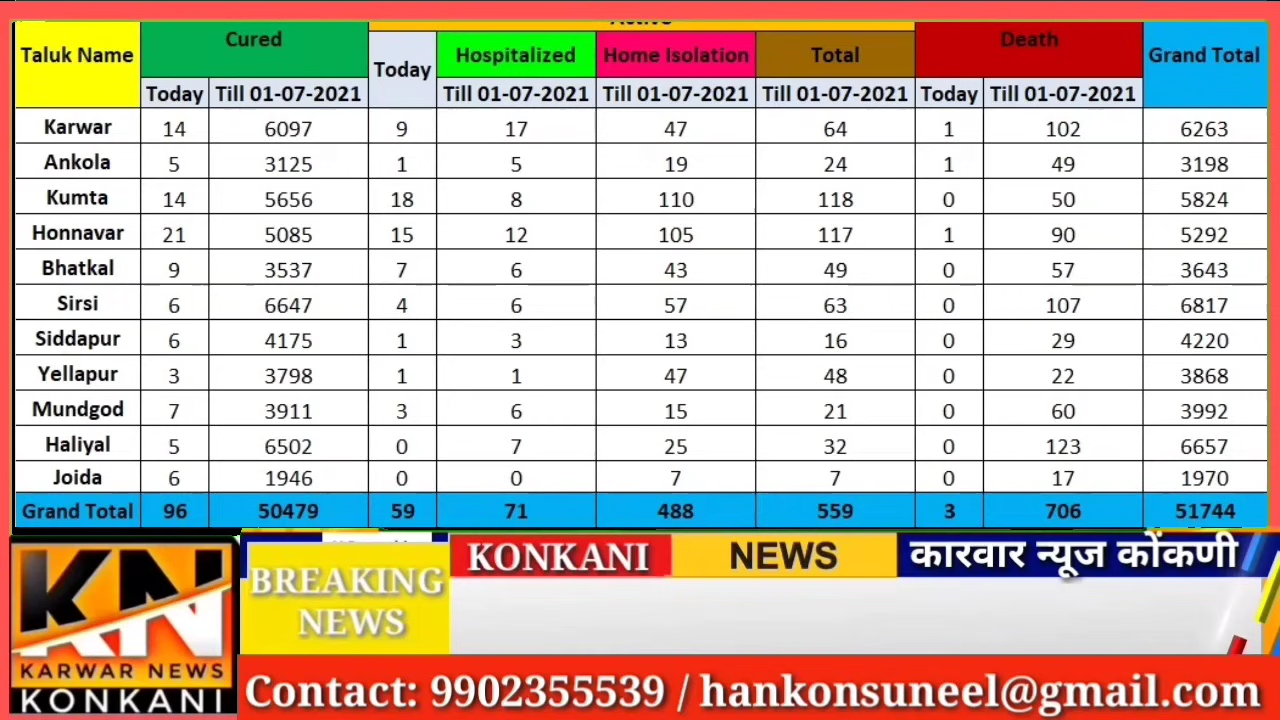 Active
Taluk Name Cured Today Hospitalized Home Isolation Total Death Grand Total
Today Till 01-07-2021 Till 01-07-2021 Till 01-07-2021 Till 01-07-2021 Today Till 01-07-2021
Karwar 14 6097 9 17 47 64 1 102 6263
Ankola 5 3125 1 5 19 24 1 49 3198
Kumta 14 5656 18 8 110 118 0 50 5824
Honnavar 21 5085 15 12 105 117 1 90 5292
Bhatkal 9 3537 7 6 43 49 0 57 3643
Sirsi 6 6647 4 6 57 63 0 107 6817
Siddapur 6 4175 1 3 13 16 0 29 4220
Yellapur 3 3798 1 1 47 48 0 22 3868
Mundgod 7 3911 3 6 15 21 0 60 3992
Haliyal 5 6502 0 7 25 32 0 123 6657
Joida 6 1946 0 0 7 7 0 17 1970
Grand Total 96 50479 59 71 488 559 3 706 51744
KONKANI NEWS कारवार न्यूज कोंकणी
BREAKING
NEWS
KN
KARWAR NEWS
KONKANI
Contact: 9902355539 / hankonsuneel@gmail.com